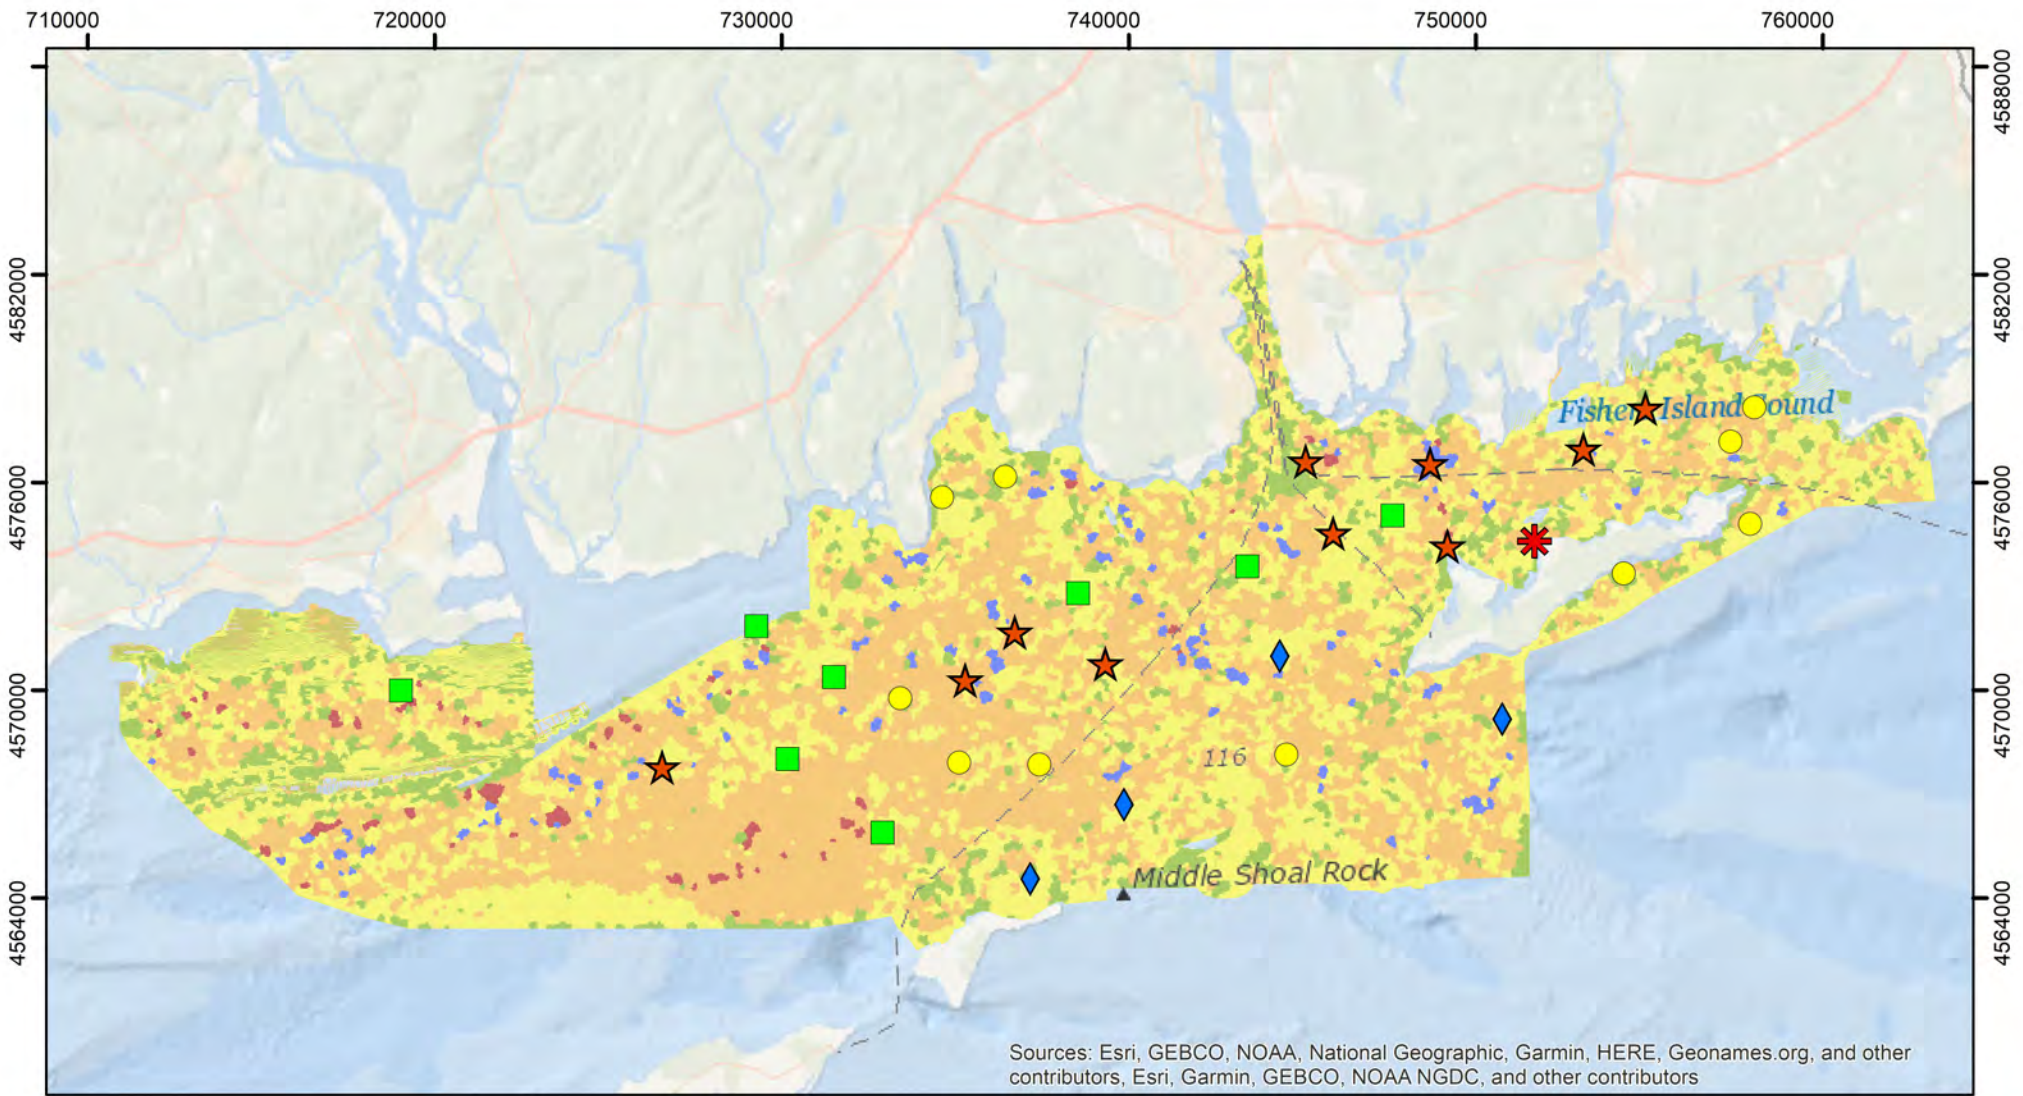 710000 720000 730000 740000 750000 760000
4588000
4582000 4582000
Fishers Island Sound
4576000 4576000
4570000 4570000
116
Middle Shoal Rock
4564000 4564000
Sources: Esri, GEBCO, NOAA, National Geographic, Garmin, HERE, Geonames.org, and other
contributors, Esri, Garmin, GEBCO, NOAA NGDC, and other contributors